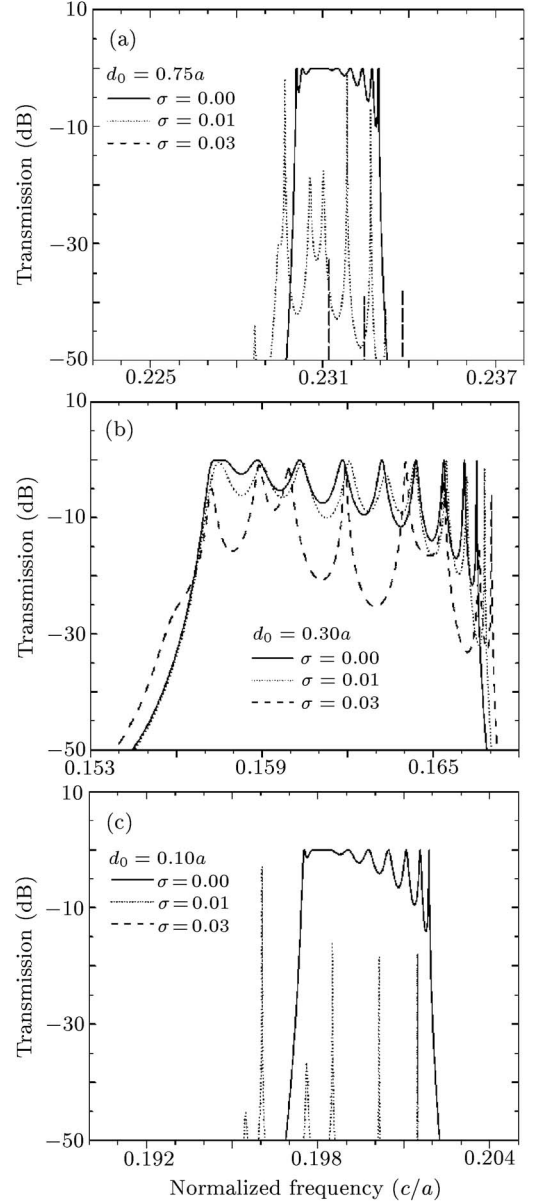 10
(a)
d₀ = 0.75a
σ = 0.00
σ = 0.01
σ = 0.03
−10
−30
−50
Transmission (dB)
0.225
0.231
0.237
10
(b)
−10
−30
−50
Transmission (dB)
d₀ = 0.30a
σ = 0.00
σ = 0.01
σ = 0.03
0.153
0.159
0.165
10
(c)
d₀ = 0.10a
σ = 0.00
σ = 0.01
σ = 0.03
−10
−30
−50
Transmission (dB)
0.192
0.198
0.204
Normalized frequency (c/a)